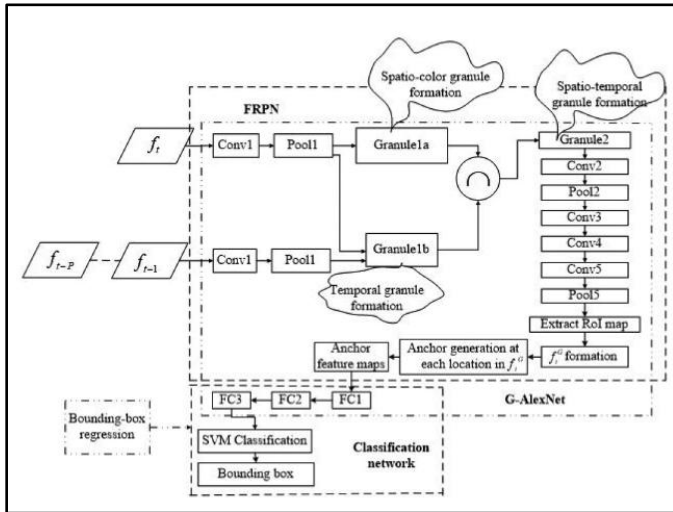 Spatio-color granule
formation
Spatio-temporal
granule formation
FRPN
f_t
Conv1
Pool1
Granule1a
∩
Granule2
Conv2
Pool2
Conv3
Conv4
Conv5
Pool5
Extract RoI map
f_t^G formation
f_{t-P}
f_{t-1}
Conv1
Pool1
Granule1b
Temporal granule
formation
Anchor generation at
each location in f_t^G
Anchor
feature maps
FC3
FC2
FC1
G-AlexNet
Bounding-box
regression
SVM Classification
Bounding box
Classification
network